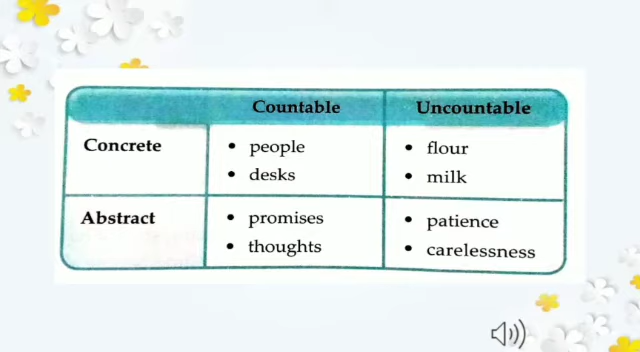 Countable Uncountable
Concrete • people • flour
• desks • milk
Abstract • promises • patience
• thoughts • carelessness